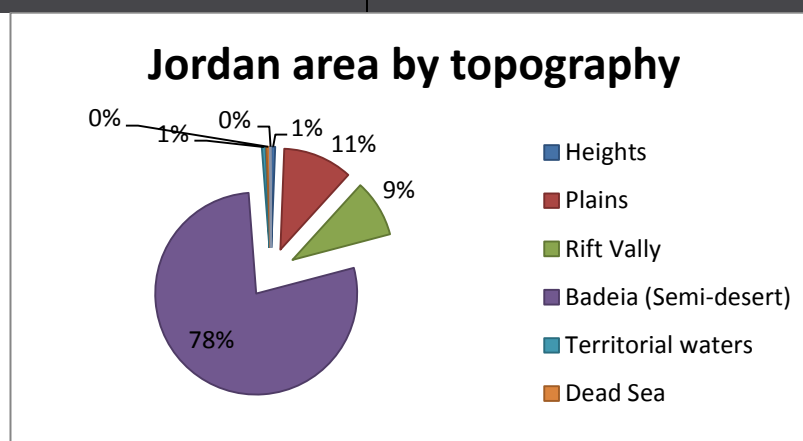 Jordan area by topography
0%
1%
0%
1%
11%
9%
78%
Heights
Plains
Rift Vally
Badeia (Semi-desert)
Territorial waters
Dead Sea